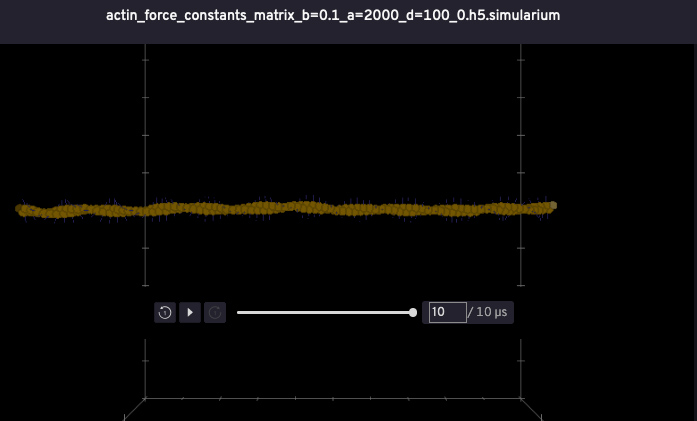 actin_force_constants_matrix_b=0.1_a=2000_d=100_0.h5.simularium
10 / 10 μs